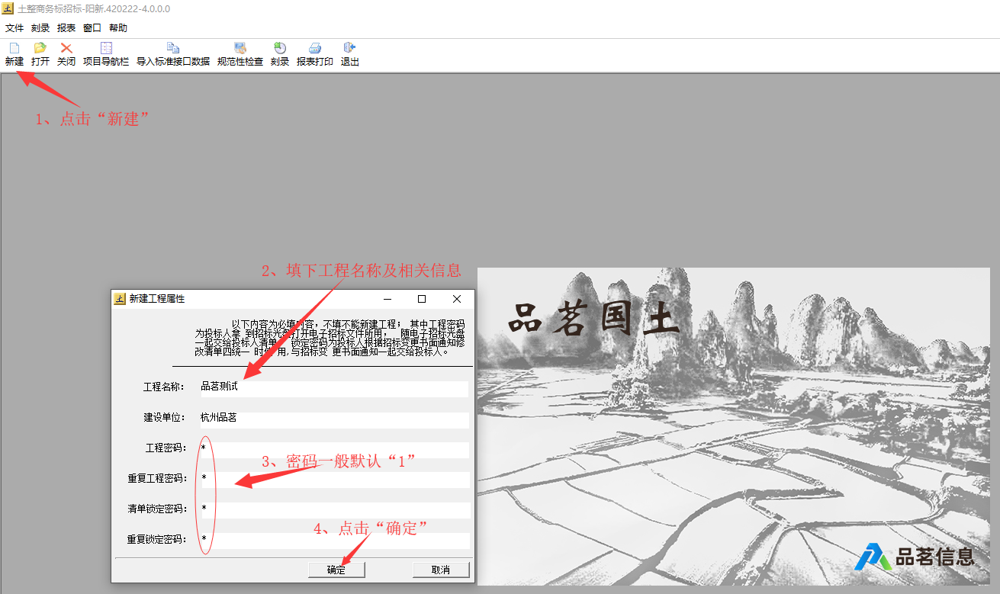 土整商务标招标-阳新.420222-4.0.0.0
文件 刻录 报表 窗口 帮助
新建 打开 关闭 项目导航栏 导入标准接口数据 规范性检查 刻录 报表打印 退出
1、点击“新建”
2、填下工程名称及相关信息
品茗国土
新建工程属性
以下内容为必填内容，不填不能新建工程； 其中工程密码
为投标人拿,到招标光盘打开电子招标文件所用， 随电子招标光盘
一起交给投标人清单 锁定密码为投标人根据招标变更书面通知修
改清单四统一 时使 用,与招标变 更书面通知一起交给投标人。
工程名称： 品茗测试
建设单位： 杭州品茗
工程密码： *
3、密码一般默认“1”
重复工程密码： *
清单锁定密码： *
4、点击“确定”
重复锁定密码： *
确定 取消
品茗信息